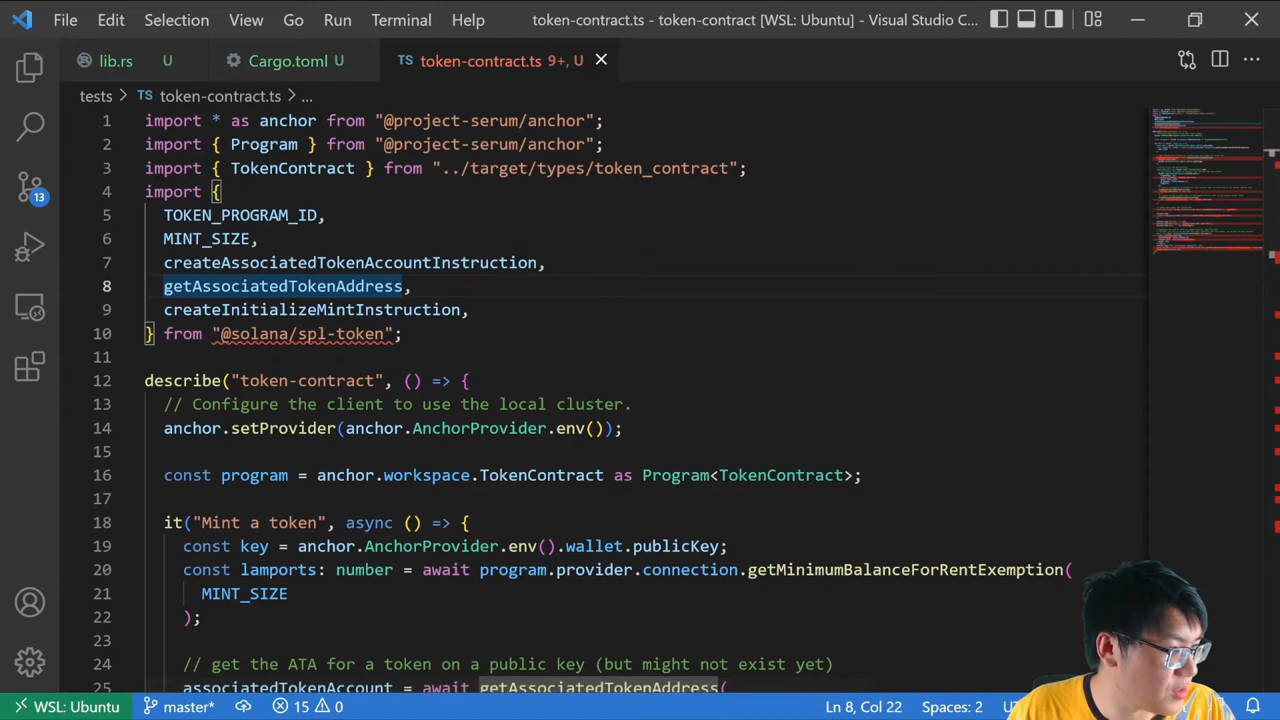 File Edit Selection View Go Run Terminal Help token-contract.ts - token-contract [WSL: Ubuntu] - Visual Studio C...
lib.rs U Cargo.toml U TS token-contract.ts 9+, U
tests > TS token-contract.ts > ...
1 import * as anchor from "@project-serum/anchor";
2 import { Program } from "@project-serum/anchor";
3 import { TokenContract } from "../target/types/token_contract";
4 import {
5 TOKEN_PROGRAM_ID,
6 MINT_SIZE,
7 createAssociatedTokenAccountInstruction,
8 getAssociatedTokenAddress,
9 createInitializeMintInstruction,
10 } from "@solana/spl-token";
11
12 describe("token-contract", () => {
13 // Configure the client to use the local cluster.
14 anchor.setProvider(anchor.AnchorProvider.env());
15
16 const program = anchor.workspace.TokenContract as Program<TokenContract>;
17
18 it("Mint a token", async () => {
19 const key = anchor.AnchorProvider.env().wallet.publicKey;
20 const lamports: number = await program.provider.connection.getMinimumBalanceForRentExemption(
21 MINT_SIZE
22 );
23
24 // get the ATA for a token on a public key (but might not exist yet)
25 associatedTokenAccount = await getAssociatedTokenAddress(
13
WSL: Ubuntu master* 15 0 Ln 8, Col 22 Spaces: 2